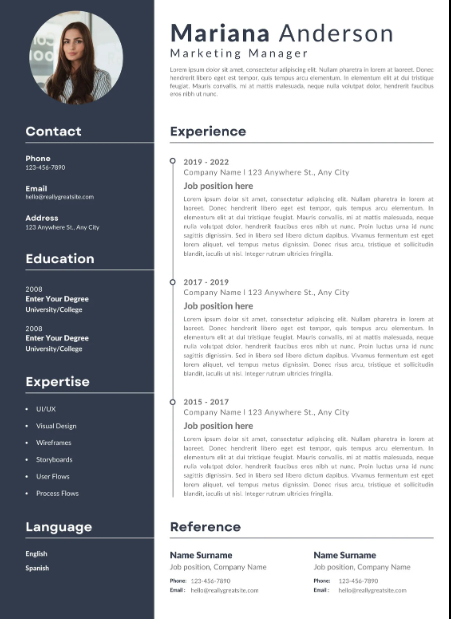 Mariana Anderson
Marketing Manager
Lorem ipsum dolor sit amet, consectetur adipiscing elit. Nullam pharetra in lorem at
laoreet. Donec hendrerit libero eget est tempor, quis tempus arcu elementum. In elementum elit at dui tristique
feugiat. Mauris convallis, mi at mattis malesuada, neque nulla volutpat dolor, hendrerit faucibus
eros nibh ut nunc.
Contact
Phone
123-456-7890
Email
hello@reallygreatsite.com
Address
123 Anywhere St., Any City
Education
2008
Enter Your Degree
University/College
2008
Enter Your Degree
University/College
Expertise
• UI/UX
• Visual Design
• Wireframes
• Storyboards
• User Flows
• Process Flows
Language
English
Spanish
Experience
2019 - 2022
Company Name l 123 Anywhere St., Any City
Job position here
Lorem ipsum dolor sit amet, consectetur adipiscing elit. Nullam pharetra in lorem at
laoreet. Donec hendrerit libero eget est tempor, quis tempus arcu elementum. In
elementum elit at dui tristique feugiat. Mauris convallis, mi at mattis malesuada, neque
nulla volutpat dolor, hendrerit faucibus eros nibh ut nunc. Proin luctus urna id nunc
sagittis dignissim. Sed in libero sed libero dictum dapibus. Vivamus fermentum est eget
lorem aliquet, vel tempus metus dignissim. Donec elit nisi, tristique et sollicitudin
blandit, iaculis ut nisl. Integer rutrum ultricies fringilla.
2017 - 2019
Company Name l 123 Anywhere St., Any City
Job position here
Lorem ipsum dolor sit amet, consectetur adipiscing elit. Nullam pharetra in lorem at
laoreet. Donec hendrerit libero eget est tempor, quis tempus arcu elementum. In
elementum elit at dui tristique feugiat. Mauris convallis, mi at mattis malesuada, neque
nulla volutpat dolor, hendrerit faucibus eros nibh ut nunc. Proin luctus urna id nunc
sagittis dignissim. Sed in libero sed libero dictum dapibus. Vivamus fermentum est eget
lorem aliquet, vel tempus metus dignissim. Donec elit nisi, tristique et sollicitudin
blandit, iaculis ut nisl. Integer rutrum ultricies fringilla.
2015 - 2017
Company Name l 123 Anywhere St., Any City
Job position here
Lorem ipsum dolor sit amet, consectetur adipiscing elit. Nullam pharetra in lorem at
laoreet. Donec hendrerit libero eget est tempor, quis tempus arcu elementum. In
elementum elit at dui tristique feugiat. Mauris convallis, mi at mattis malesuada, neque
nulla volutpat dolor, hendrerit faucibus eros nibh ut nunc. Proin luctus urna id nunc
sagittis dignissim. Sed in libero sed libero dictum dapibus. Vivamus fermentum est eget
lorem aliquet, vel tempus metus dignissim. Donec elit nisi, tristique et sollicitudin
blandit, iaculis ut nisl. Integer rutrum ultricies fringilla.
Reference
Name Surname
Job position, Company Name
Phone: 123-456-7890
Email : hello@reallygreatsite.com
Name Surname
Job position, Company Name
Phone: 123-456-7890
Email : hello@reallygreatsite.com